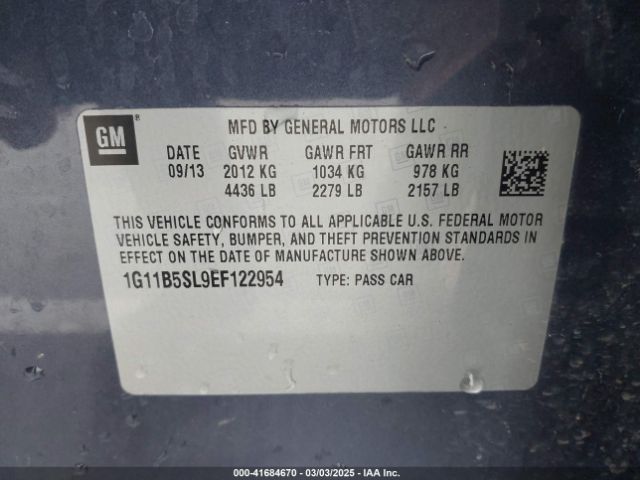 GM ®
MFD BY GENERAL MOTORS LLC
DATE GVWR GAWR FRT GAWR RR
09/13 2012 KG 1034 KG 978 KG
4436 LB 2279 LB 2157 LB
THIS VEHICLE CONFORMS TO ALL APPLICABLE U.S. FEDERAL MOTOR
VEHICLE SAFETY, BUMPER, AND THEFT PREVENTION STANDARDS IN
EFFECT ON THE DATE OF MANUFACTURE SHOWN ABOVE.
1G11B5SL9EF122954 TYPE: PASS CAR
000-41684670 | 03/03/2025 - IAA, Inc.